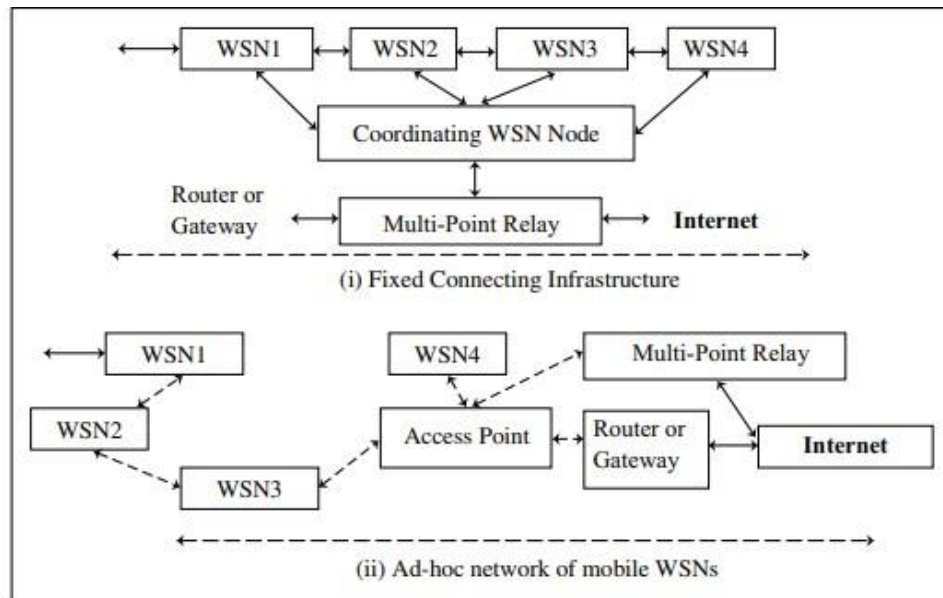 WSN1
WSN2
WSN3
WSN4
Coordinating WSN Node
Router or
Gateway
Multi-Point Relay
Internet
(i) Fixed Connecting Infrastructure
WSN1
WSN4
Multi-Point Relay
WSN2
Access Point
Router or
Gateway
Internet
WSN3
(ii) Ad-hoc network of mobile WSNs